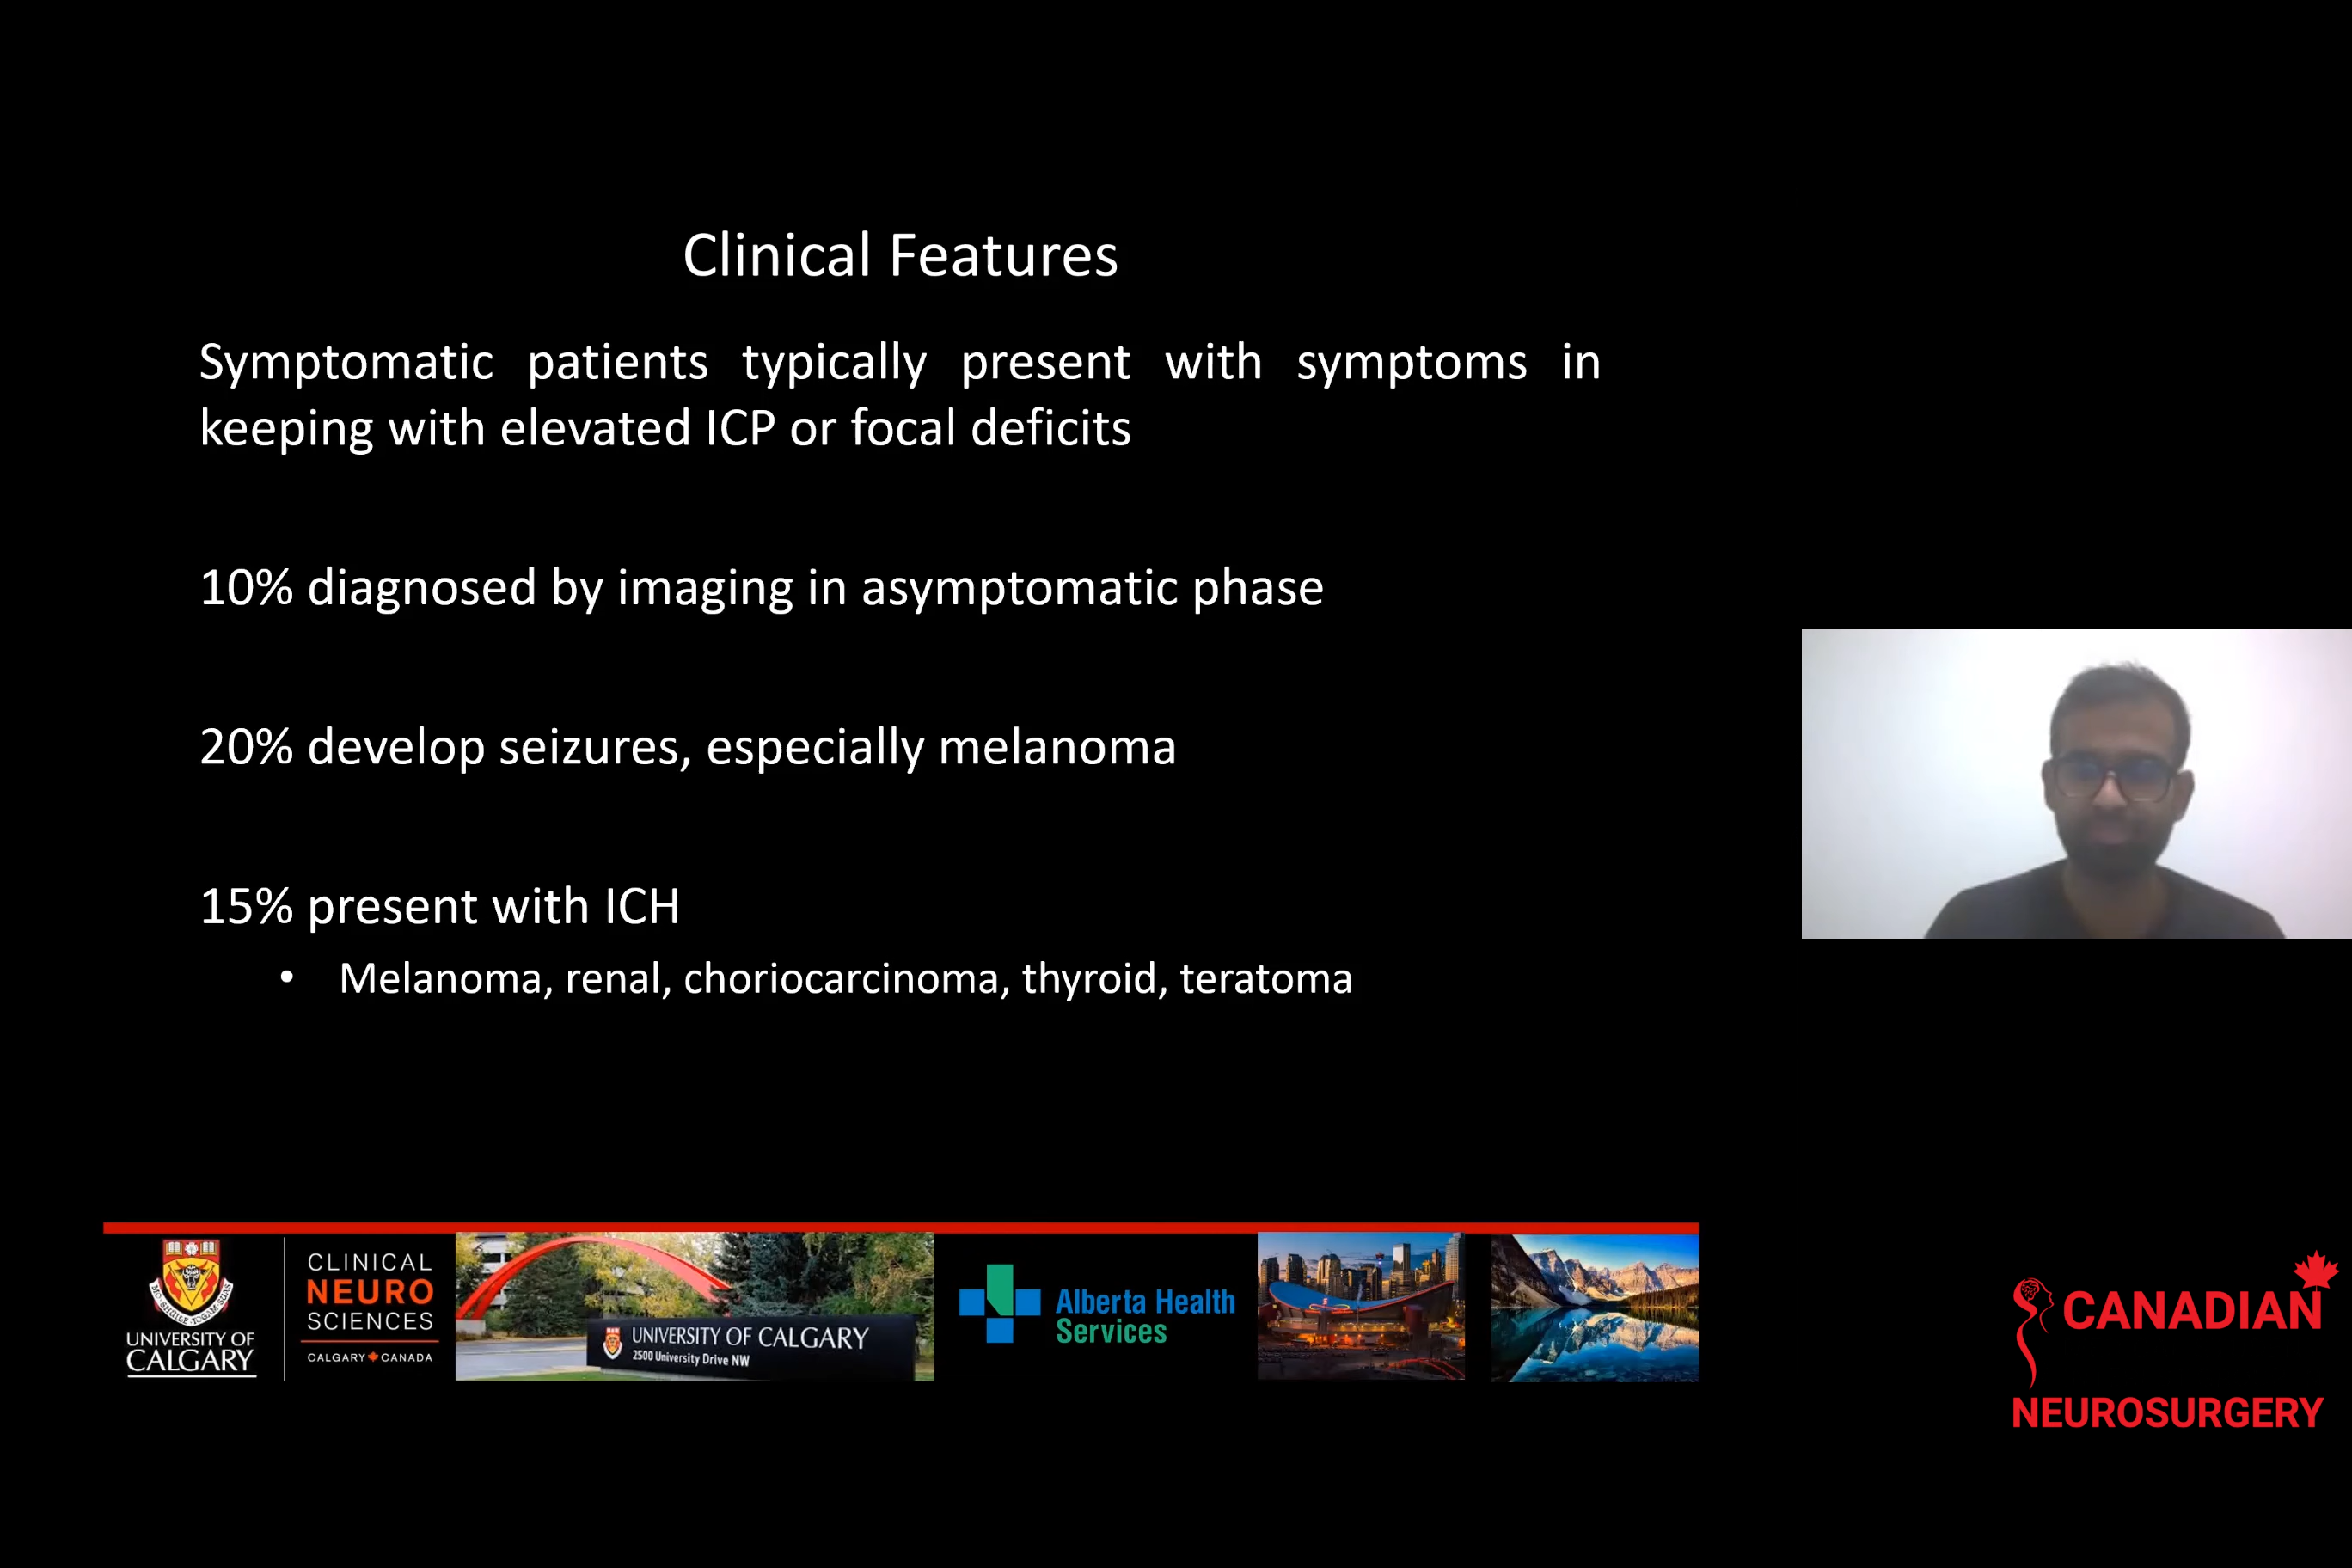 Clinical Features
Symptomatic patients typically present with symptoms in
keeping with elevated ICP or focal deficits
10% diagnosed by imaging in asymptomatic phase
20% develop seizures, especially melanoma
15% present with ICH
• Melanoma, renal, choriocarcinoma, thyroid, teratoma
UNIVERSITY OF
CALGARY
CLINICAL
NEURO
SCIENCES
CALGARY CANADA
UNIVERSITY OF CALGARY
2500 University Drive NW
Alberta Health
Services
CANADIAN
NEUROSURGERY